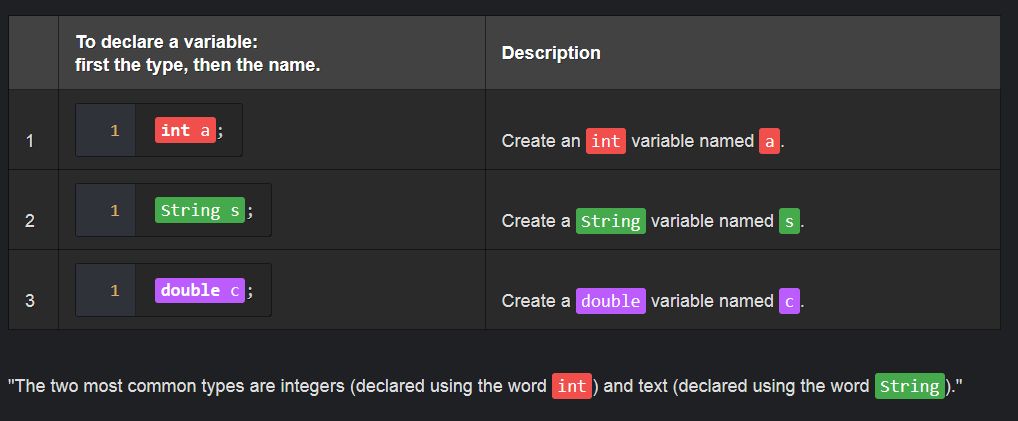 To declare a variable:
first the type, then the name.
Description
1
1
int a;
Create an int variable named a.
2
1
String s;
Create a String variable named s.
3
1
double c;
Create a double variable named c.
"The two most common types are integers (declared using the word int) and text (declared using the word String)."